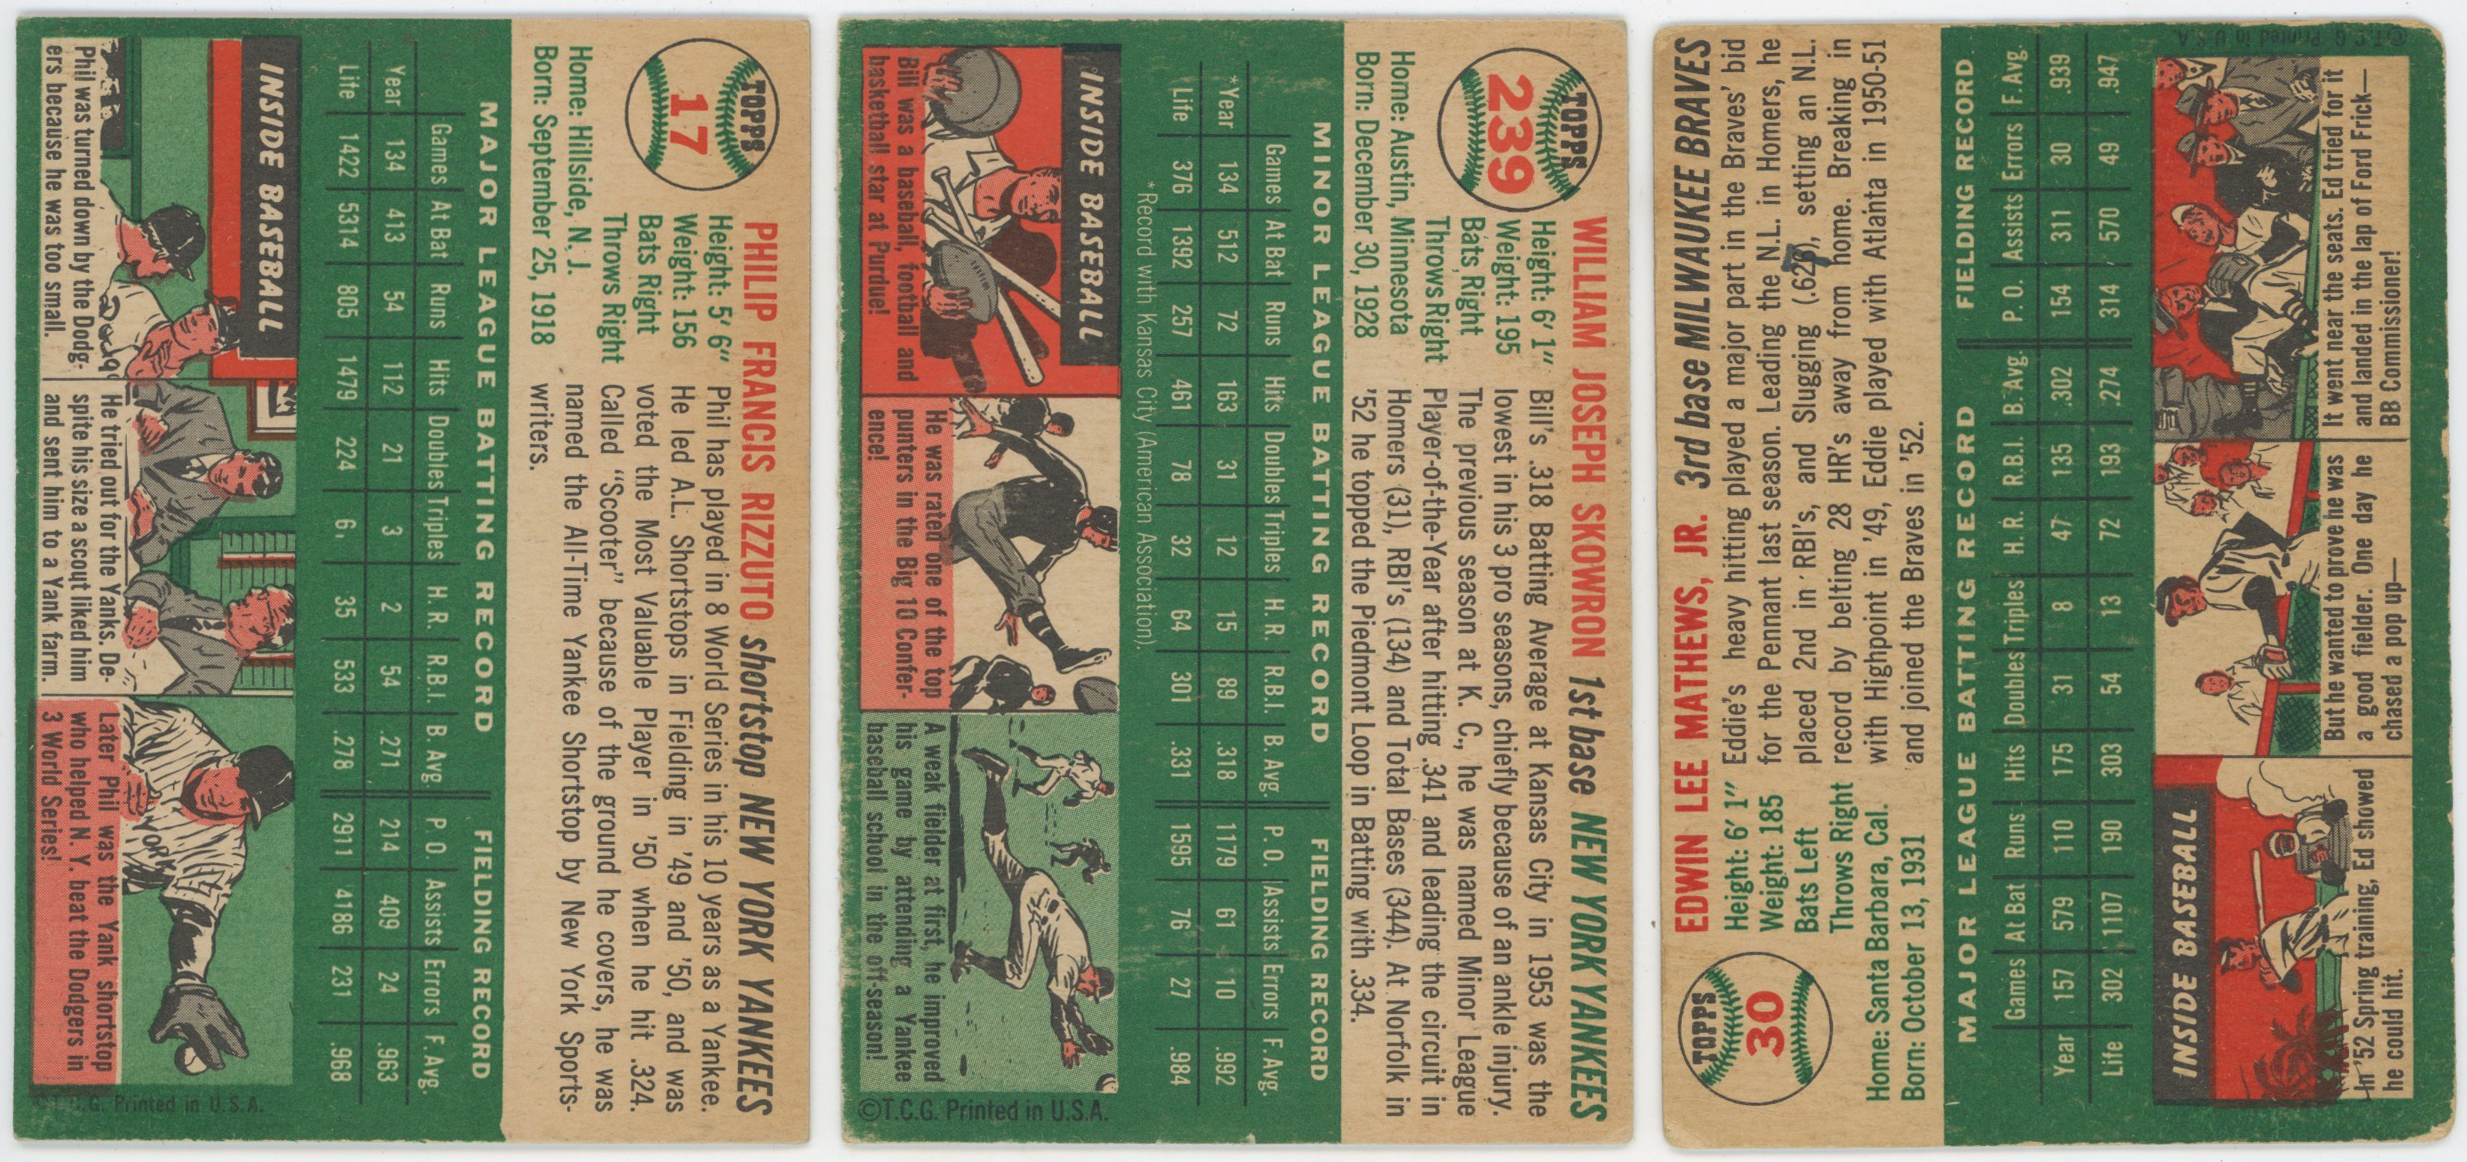 TOPPS
17
PHILIP FRANCIS RIZZUTO shortstop NEW YORK YANKEES
Height: 5' 6"
Weight: 156
Bats Right
Throws Right
Home: Hillside, N. J.
Born: September 25, 1918
Phil has played in 8 World Series in his 10 years as a Yankee.
He led A.L. Shortstops in Fielding in '49 and '50, and was
voted the Most Valuable Player in '50 when he hit .324.
Called "Scooter" because of the ground he covers, he was
named the All-Time Yankee Shortstop by New York Sports-
writers.
MAJOR LEAGUE BATTING RECORD FIELDING RECORD
Games At Bat Runs Hits Doubles Triples H. R. R.B.I. B. Avg. P. O. Assists Errors F. Avg.
Year 134 413 54 112 21 3 2 54 .271 214 409 24 .963
Life 1422 5314 805 1479 224 6. 35 533 .278 2911 4186 231 .968
INSIDE BASEBALL
Phil was turned down by the Dodg-
ers because he was too small.
He tried out for the Yanks. De-
spite his size a scout liked him
and sent him to a Yank farm.
Later Phil was the Yank shortstop
who helped N. Y. beat the Dodgers in
3 World Series!
T.C.G. Printed in U.S.A.
TOPPS
239
WILLIAM JOSEPH SKOWRON 1st base NEW YORK YANKEES
Height: 6' 1"
Weight: 195
Bats Right
Throws Right
Home: Austin, Minnesota
Born: December 30, 1928
Bill's .318 Batting Average at Kansas City in 1953 was the
lowest in his 3 pro seasons, chiefly because of an ankle injury.
The previous season at K. C., he was named Minor League
Player-of-the-Year after hitting .341 and leading the circuit in
Homers (31), RBI's (134) and Total Bases (344). At Norfolk in
'52 he topped the Piedmont Loop in Batting with .334.
MINOR LEAGUE BATTING RECORD FIELDING RECORD
Games At Bat Runs Hits Doubles Triples H. R. R.B.I. B. Avg. P. O. Assists Errors F. Avg.
*Year 134 512 72 163 31 12 15 89 .318 1179 61 10 .992
Life 376 1392 257 461 78 32 64 301 .331 1595 76 27 .984
*Record with Kansas City (American Association).
INSIDE BASEBALL
Bill was a baseball, football and
basketball star at Purdue!
He was rated one of the top
punters in the Big 10 Confer-
ence!
A weak fielder at first, he improved
his game by attending a Yankee
baseball school in the off-season!
©T.C.G. Printed in U.S.A.
EDWIN LEE MATHEWS, JR. 3rd base MILWAUKEE BRAVES
TOPPS
30
Height: 6' 1"
Weight: 185
Bats Left
Throws Right
Home: Santa Barbara, Cal.
Born: October 13, 1931
Eddie's heavy hitting played a major part in the Braves' bid
for the Pennant last season. Leading the N.L. in Homers, he
placed 2nd in RBI's, and Slugging (.62), setting an N.L.
record by belting 28 HR's away from home. Breaking in
with Highpoint in '49, Eddie played with Atlanta in 1950-51
and joined the Braves in '52.
MAJOR LEAGUE BATTING RECORD FIELDING RECORD
Games At Bat Runs Hits Doubles Triples H. R. R.B.I. B. Avg. P. O. Assists Errors F. Avg.
Year 157 579 110 175 31 8 47 135 .302 154 311 30 .939
Life 302 1107 190 303 54 13 72 193 .274 314 570 49 .947
INSIDE BASEBALL
In '52 Spring training, Ed showed
he could hit.
But he wanted to prove he was
a good fielder. One day he
chased a pop up—
It went near the seats. Ed tried for it
and landed in the lap of Ford Frick—
BB Commissioner!
©T.C.G. Printed in U.S.A.